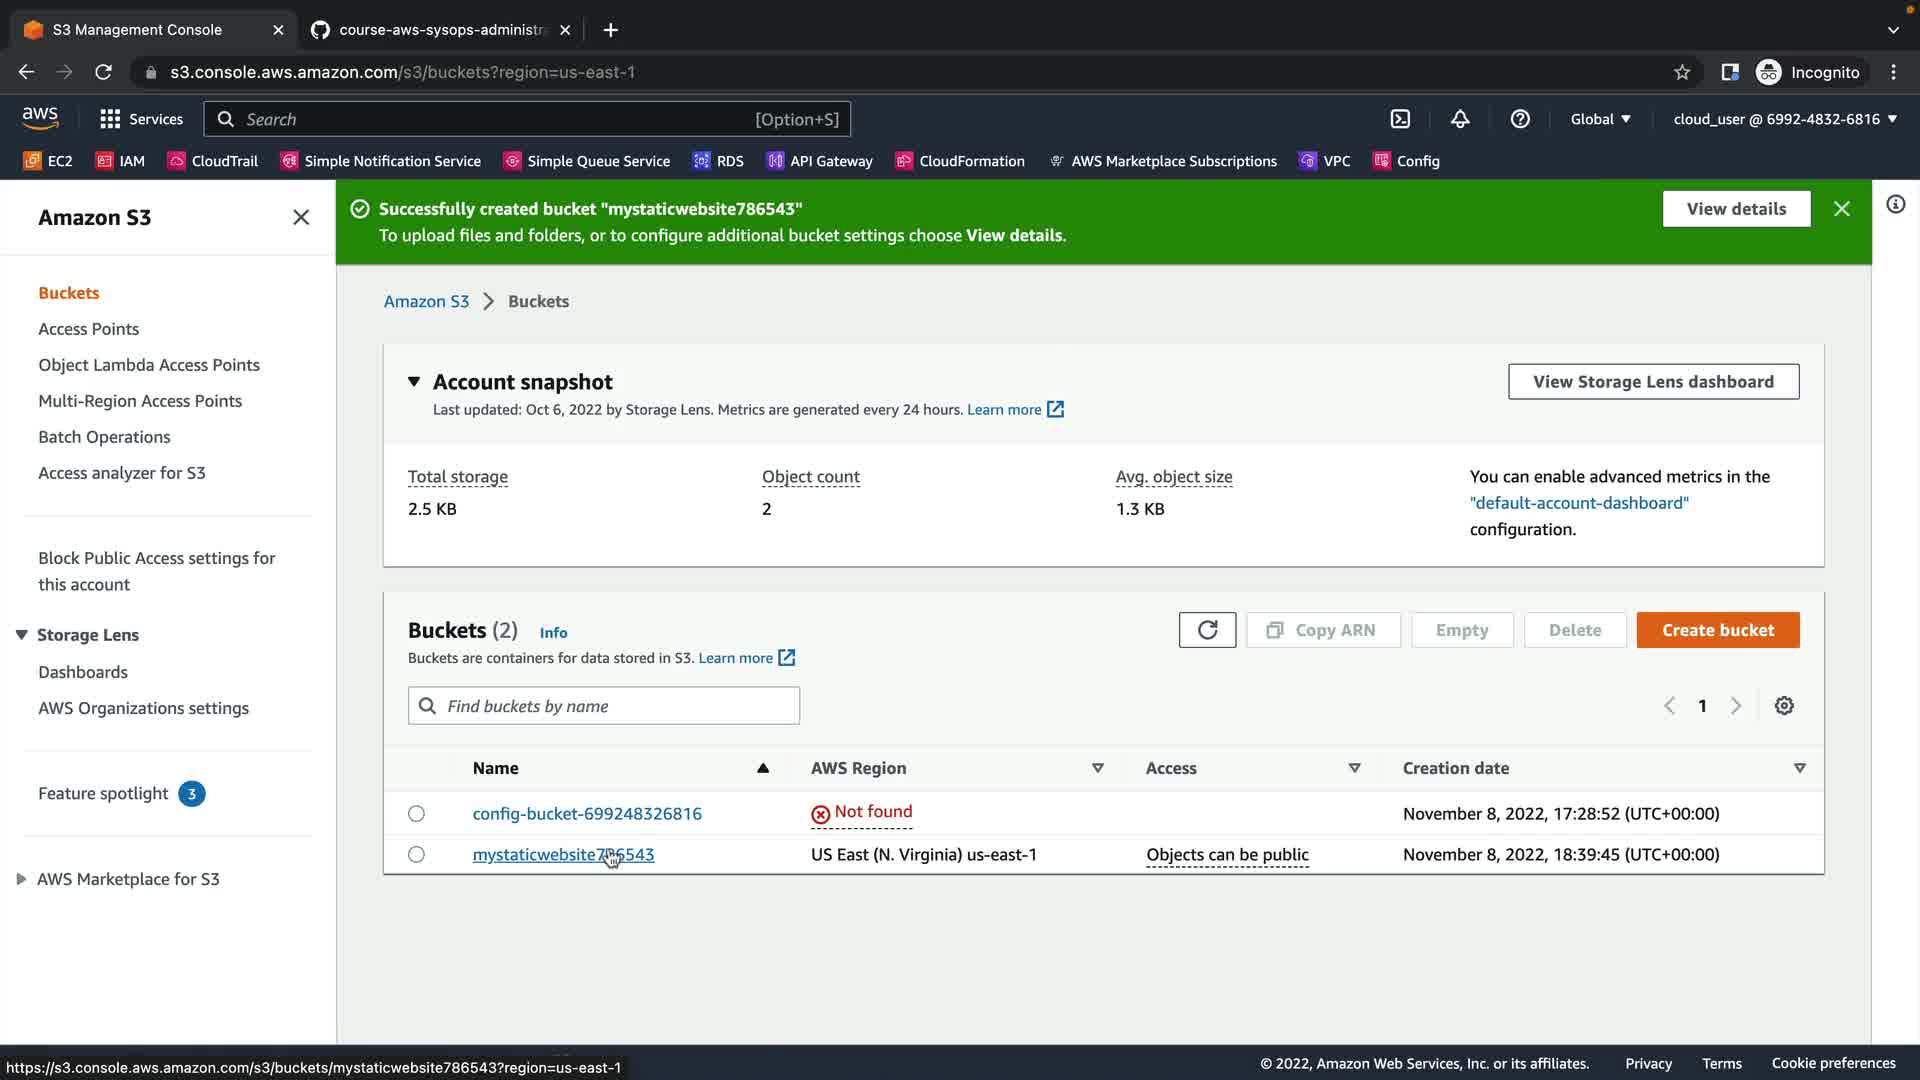 S3 Management Console
course-aws-sysops-administr
s3.console.aws.amazon.com/s3/buckets?region=us-east-1
Incognito
aws
Services
Search
[Option+S]
Global
cloud_user @ 6992-4832-6816
EC2
IAM
CloudTrail
Simple Notification Service
Simple Queue Service
RDS
API Gateway
CloudFormation
AWS Marketplace Subscriptions
VPC
Config
Amazon S3
Buckets
Access Points
Object Lambda Access Points
Multi-Region Access Points
Batch Operations
Access analyzer for S3
Block Public Access settings for
this account
Storage Lens
Dashboards
AWS Organizations settings
Feature spotlight 3
AWS Marketplace for S3
Successfully created bucket "mystaticwebsite786543"
To upload files and folders, or to configure additional bucket settings choose View details.
View details
Amazon S3 > Buckets
Account snapshot
Last updated: Oct 6, 2022 by Storage Lens. Metrics are generated every 24 hours. Learn more
View Storage Lens dashboard
Total storage
2.5 KB
Object count
2
Avg. object size
1.3 KB
You can enable advanced metrics in the
"default-account-dashboard"
configuration.
Buckets (2) Info
Buckets are containers for data stored in S3. Learn more
Copy ARN
Empty
Delete
Create bucket
Find buckets by name
1
Name AWS Region Access Creation date
config-bucket-699248326816 Not found November 8, 2022, 17:28:52 (UTC+00:00)
mystaticwebsite786543 US East (N. Virginia) us-east-1 Objects can be public November 8, 2022, 18:39:45 (UTC+00:00)
https://s3.console.aws.amazon.com/s3/buckets/mystaticwebsite786543?region=us-east-1
© 2022, Amazon Web Services, Inc. or its affiliates. Privacy Terms Cookie preferences